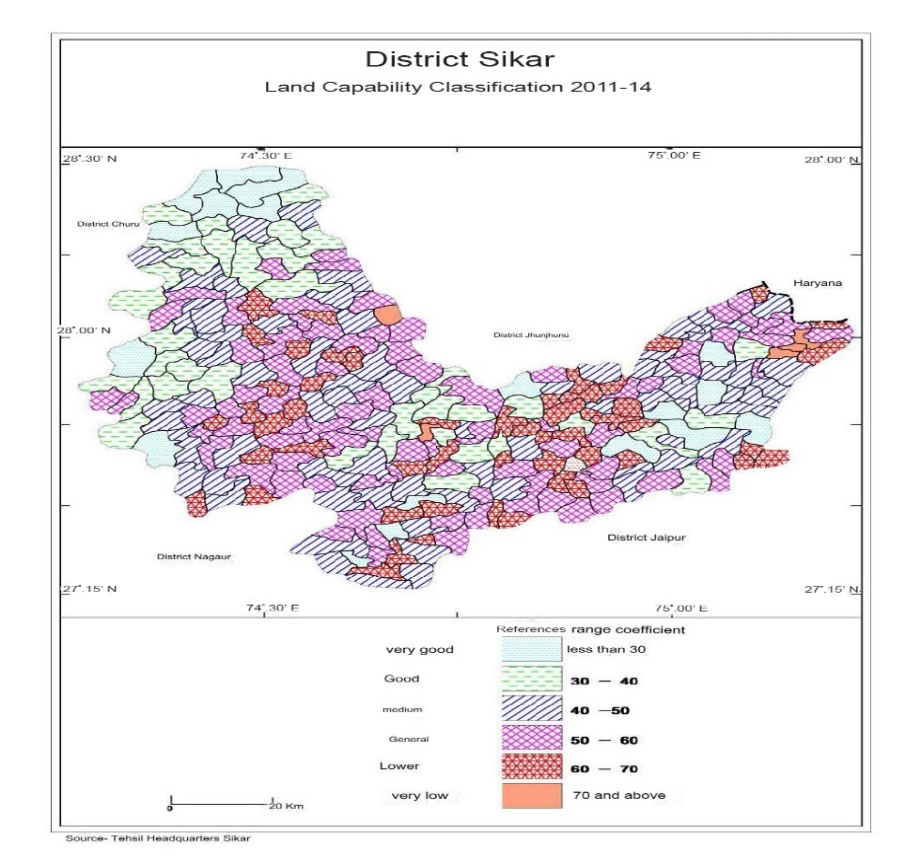 District Sikar
Land Capability Classification 2011-14
28°.30' N 74°.30' E 75°.00' E 28°.00' N
District Churu
Haryana
28°.00' N
District Jhunjhunu
District Jaipur
District Nagaur
27°.15' N 27°.15' N
74°.30' E 75°.00' E
References range coefficient
very good less than 30
Good 30 — 40
medium 40 —50
General 50 — 60
Lower 60 — 70
very low 70 and above
0 20 Km
Source- Tehsil Headquarters Sikar